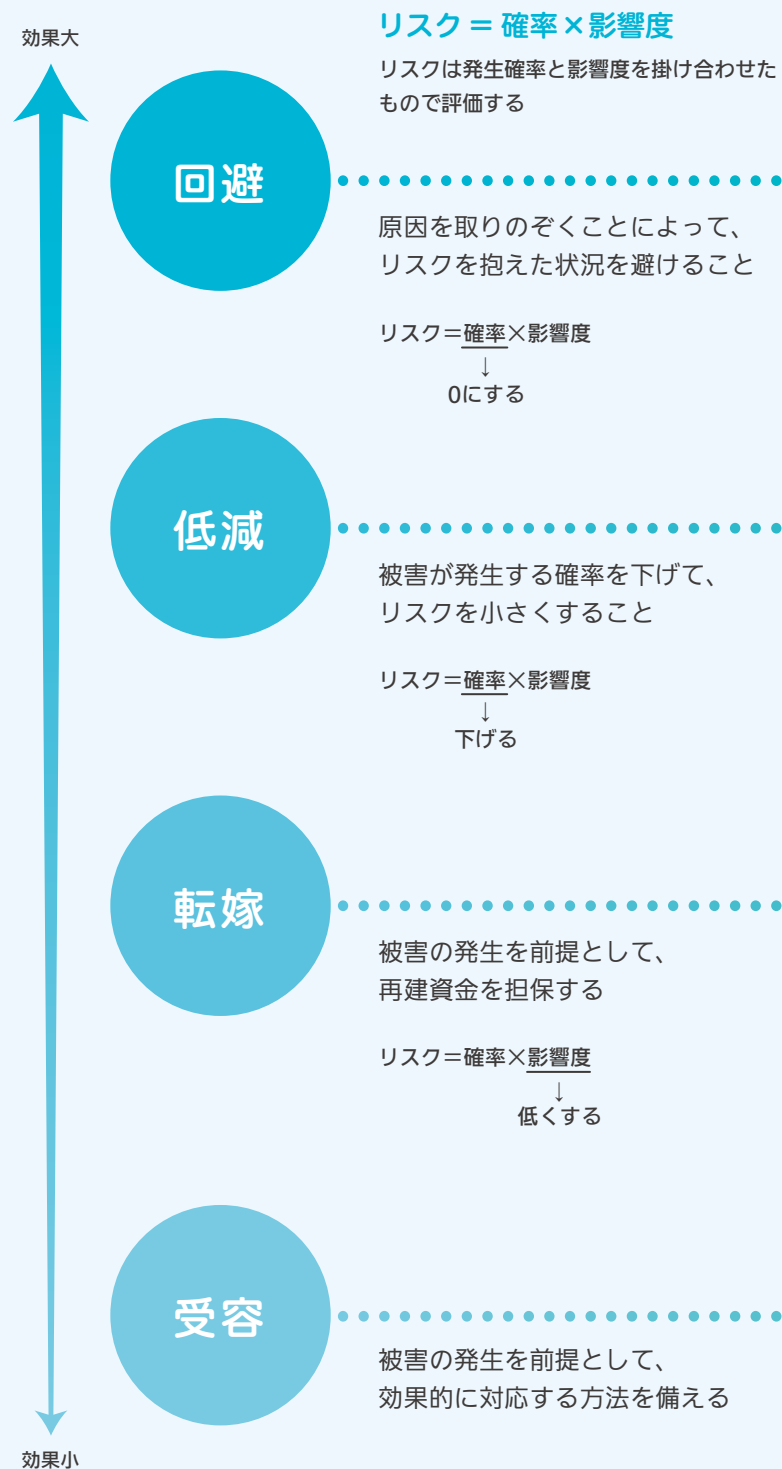 効果大
リスク = 確率×影響度
リスクは発生確率と影響度を掛け合わせた
もので評価する
回避
原因を取りのぞくことによって、
リスクを抱えた状況を避けること
リスク＝確率×影響度
↓
0にする
低減
被害が発生する確率を下げて、
リスクを小さくすること
リスク＝確率×影響度
↓
下げる
転嫁
被害の発生を前提として、
再建資金を担保する
リスク＝確率×影響度
↓
低くする
受容
被害の発生を前提として、
効果的に対応する方法を備える
効果小